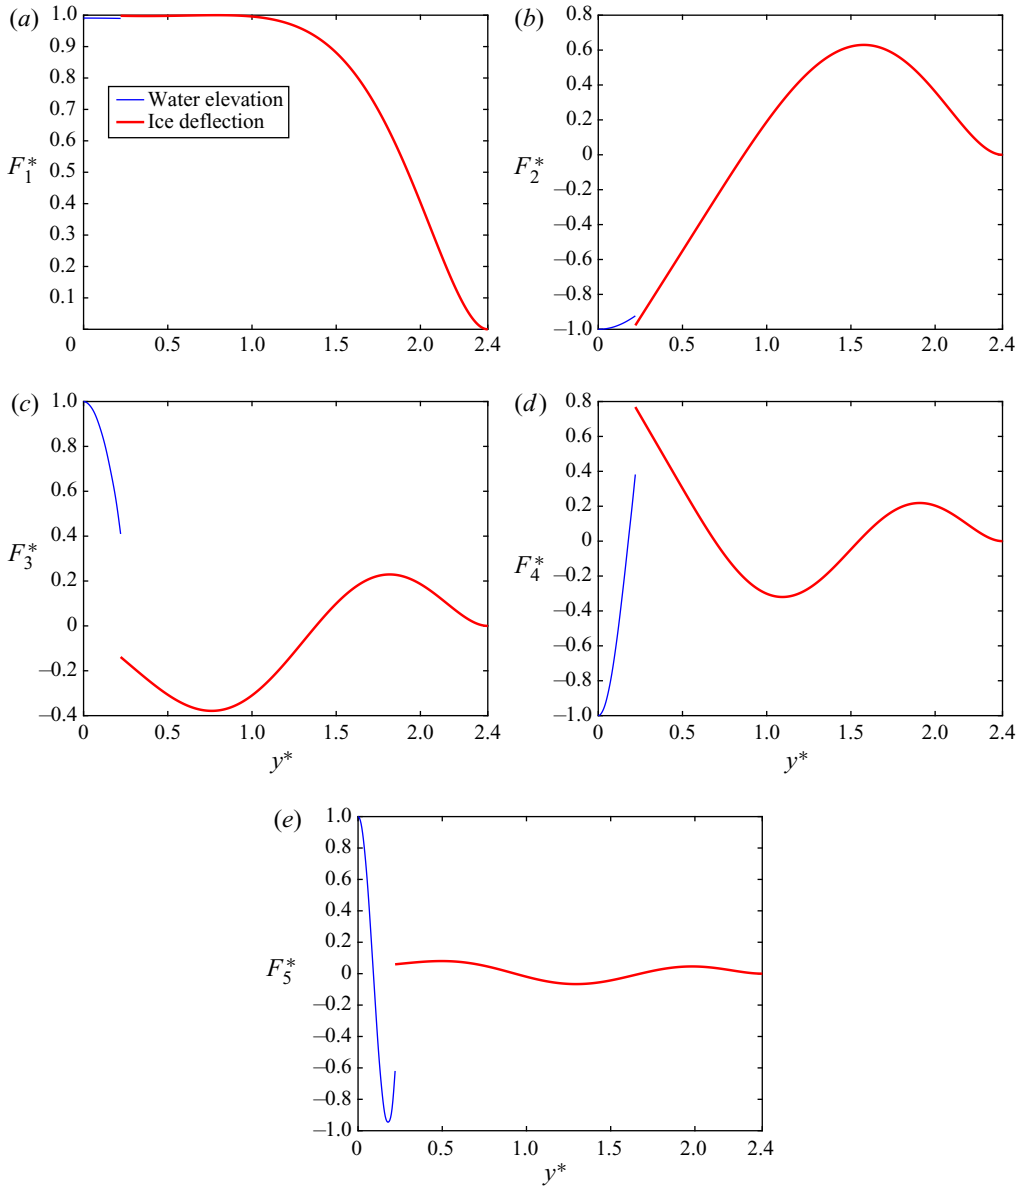 (a)
1.0
0.9
0.8
0.7
0.6
0.5
0.4
0.3
0.2
0.1
F₁*
Water elevation
Ice deflection
0 0.5 1.0 1.5 2.0 2.4
(b)
0.8
0.6
0.4
0.2
0
–0.2
–0.4
–0.6
–0.8
–1.0
F₂*
0 0.5 1.0 1.5 2.0 2.4
(c)
1.0
0.8
0.6
0.4
0.2
0
–0.2
–0.4
F₃*
0 0.5 1.0 1.5 2.0 2.4
y*
(d)
0.8
0.6
0.4
0.2
0
–0.2
–0.4
–0.6
–0.8
–1.0
F₄*
0 0.5 1.0 1.5 2.0 2.4
y*
(e)
1.0
0.8
0.6
0.4
0.2
0
–0.2
–0.4
–0.6
–0.8
–1.0
F₅*
0 0.5 1.0 1.5 2.0 2.4
y*